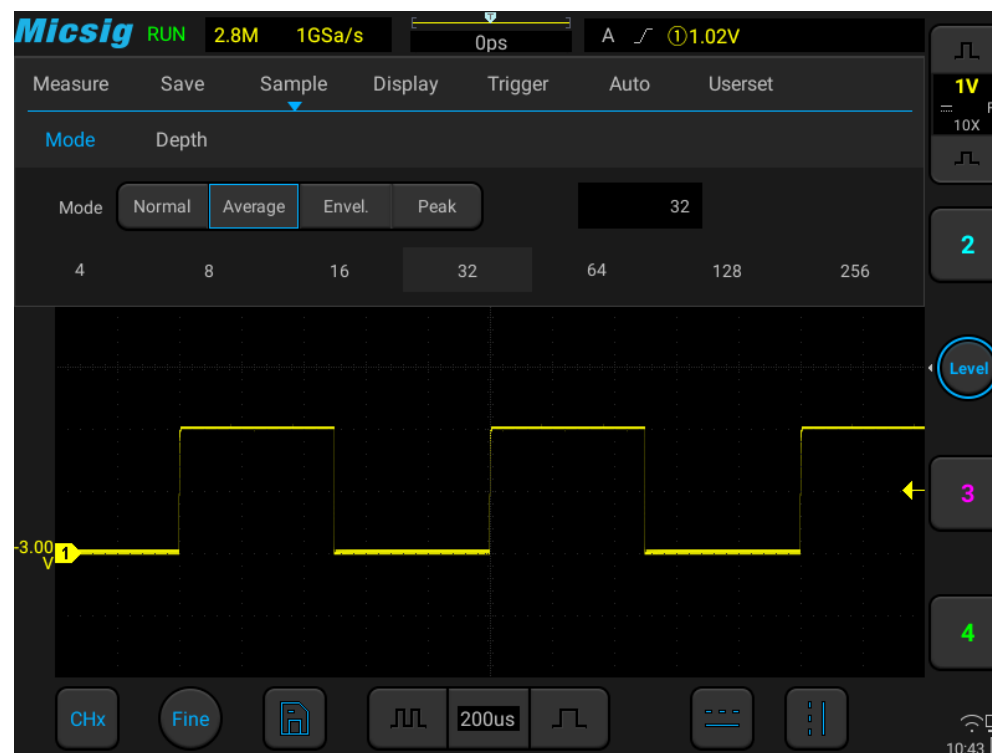 Micsig RUN 2.8M 1GSa/s T 0ps A ①1.02V
Measure Save Sample Display Trigger Auto Userset
1V
10X
Mode Depth
Mode Normal Average Envel. Peak 32
2
4 8 16 32 64 128 256
Level
3
-3.00 1
V
4
CHx Fine 200us
10:43